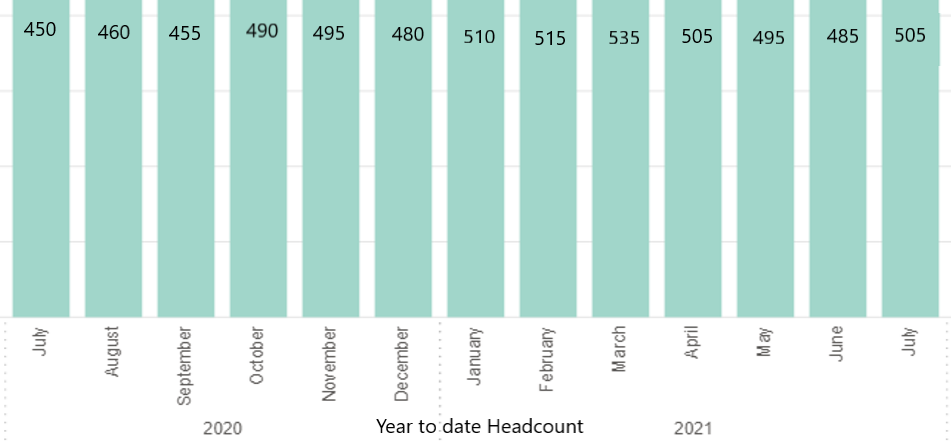 450 460 455 490 495 480 510 515 535 505 495 485 505
July August September October November December January February March April May June July
2020 Year to date Headcount 2021